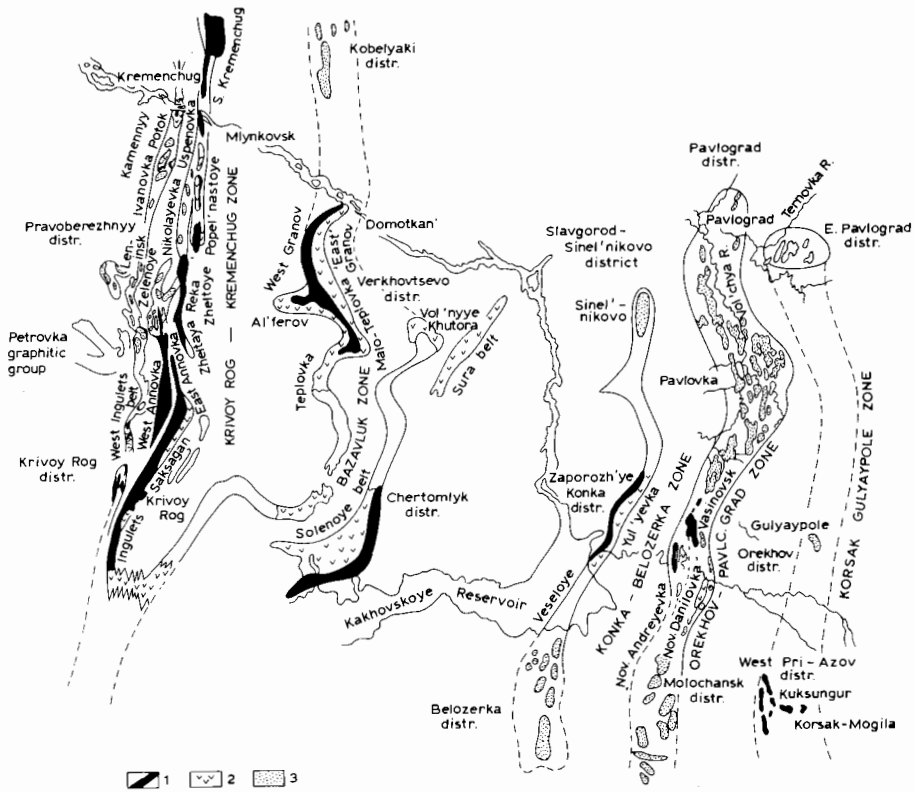 Kobelyaki
distr.
S. Kremenchug
Kremenchug
Mlynkovsk
Kamennyy
Potok
Ivanovka
Uspenovka
Nikolayevka
Popel'nastoye
Zheltoye
Zheltaya Reka
KRIVOY ROG — KREMENCHUG ZONE
Pravoberezhnyy
distr.
Len-
insk
Zelenoye
Petrovka
graphitic
group
West Ingulets
belt
West Annovka
East Annovka
Saksagan
Krivoy Rog
distr.
Krivoy
Rog
Ingulets
West Granov
East
Granov
Domotkan'
Verkhovtsevo
distr.
Al'ferov
Teplovka
Malo-Teplovka
Vol'nyye
Khutora
Sura belt
BAZAVLUK ZONE
Solenoye
belt
Chertomlyk
distr.
Kakhovskoye Reservoir
Slavgorod-
Sinel'nikovo
district
Sinel'-
nikovo
Zaporozh'ye
Konka
distr.
Yul'yevka
Veseloye
Belozerka
distr.
KONKA - BELOZERKA ZONE
Pavlograd
distr.
Pavlograd
Ternovka R.
E. Pavlograd
distr.
Vol'chya R.
Pavlovka
Vasinovsk
Gulyaypole
Orekhov
distr.
Nov. Andreyevka
Nov. Danilovka
OREKHOV - PAVLC. GRAD ZONE
Molochansk
distr.
KORSAK GULYAYPOLE ZONE
West Pri-Azov
distr.
Kuksungur
Korsak-Mogila
1 2 3